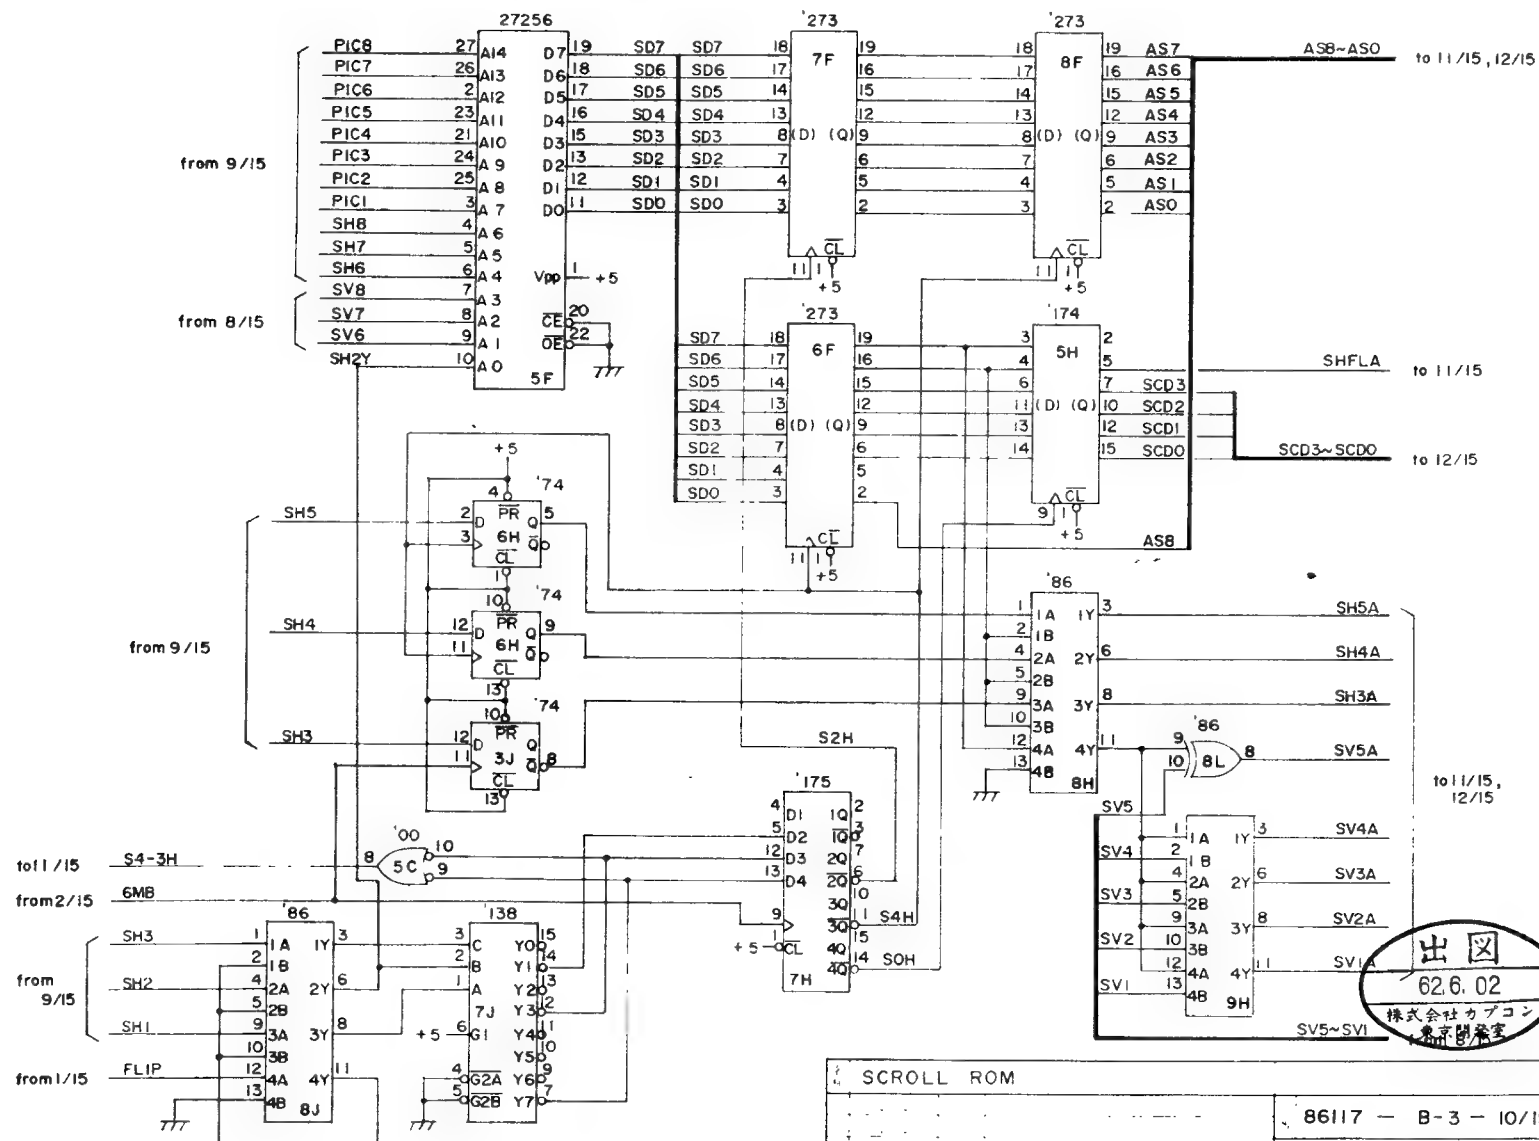 27256
'273
'273
PIC8 27 A14 D7 19 SD7 SD7 18 7F 19 18 8F 19 AS7 AS8~AS0 to 11/15, 12/15
PIC7 26 A13 D6 18 SD6 SD6 17 16 17 16 AS6
PIC6 2 A12 D5 17 SD5 SD5 14 15 14 15 AS5
PIC5 23 A11 D4 16 SD4 SD4 13 12 13 12 AS4
PIC4 21 A10 D3 15 SD3 SD3 8 (D) (Q) 9 8 (D) (Q) 9 AS3
from 9/15
PIC3 24 A9 D2 13 SD2 SD2 7 6 7 6 AS2
PIC2 25 A8 D1 12 SD1 SD1 4 5 4 5 AS1
PIC1 3 A7 D0 11 SD0 SD0 3 2 3 2 AS0
SH8 4 A6
SH7 5 A5 CL CL
SH6 6 A4 Vpp 1 +5 11 1 +5 11 1 +5
SV8 7 A3
from 8/15
SV7 8 A2 CE 20
SV6 9 A1 OE 22
SH2Y 10 A0
5F
'273
'174
SD7 18 6F 19 3 5H 2
SD6 17 16 4 5 SHFLA to 11/15
SD5 14 15 6 7 SCD3
SD4 13 12 11 (D) (Q) 10 SCD2
SD3 8 (D) (Q) 9 13 12 SCD1
SD2 7 6 14 15 SCD0 SCD3~SCD0 to 12/15
SD1 4 5
SD0 3 2
CL 9 1 +5
CL 11 1 +5
AS8
+5
4 '74
SH5 2 D PR Q 5
3 6H Q
CL
1
10 '74
SH4 12 D PR Q 9
11 6H Q
CL
from 9/15
13
10 '74
SH3 12 D PR Q
11 3J Q 8
CL
13
'86
1 1A 1Y 3 SH5A
2 1B
4 2A 2Y 6 SH4A
5 2B
9 3A 3Y 8 SH3A
10 3B
12 4A 4Y 11
13 4B 8H
'86
9 10 8L 8 SV5A
to 11/15, 12/15
S2H
'175
4 D1 1Q 2
5 D2 1Q 3
12 D3 2Q 7
13 D4 2Q 6
3Q 10
9 3Q 11 S4H
+5 1 CL 4Q 15
4Q 14 S0H
7H
SV5
1 1A 1Y 3 SV4A
SV4 2 1B
4 2A 2Y 6 SV3A
SV3 5 2B
9 3A 3Y 8 SV2A
SV2 10 3B
12 4A 4Y 11 SV1A
SV1 13 4B 9H
SV5~SV1
'00
to 11/15 S4-3H 8 5C 10 9
from 2/15 6MB
'86
'138
SH3 1 1A 1Y 3 3 C Y0 15
2 1B 2 B Y1 14
from 9/15
SH2 4 2A 2Y 6 1 A Y2 13
5 2B 7J Y3 12
SH1 9 3A 3Y 8 +5 6 G1 Y4 11
10 3B Y5 10
from 1/15 FLIP 12 4A 4Y 11 4 G2A Y6 9
13 4B 8J 5 G2B Y7 7
出図
62.6.02
株式会社カプコン
東京開発室
SCROLL ROM
86117 - B-3 - 10/1